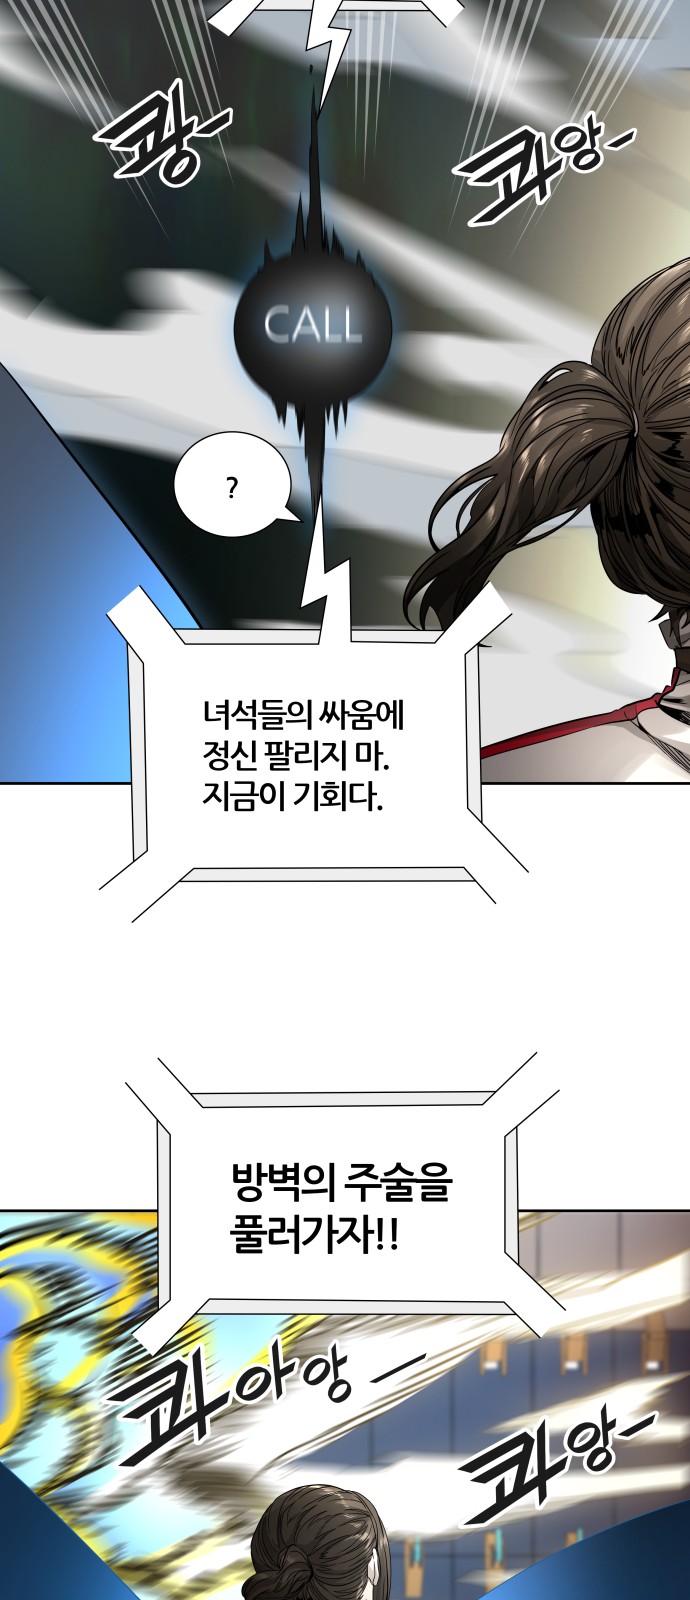 쾅-
콰앙-
CALL
?
녀석들의 싸움에
정신 팔리지 마.
지금이 기회다.
방벽의 주술을
풀러가자!!
콰아앙—
콰앙-